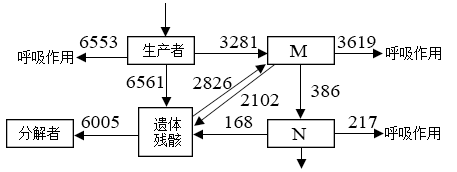 6553
3281
3619
呼吸作用
生产者
M
呼吸作用
6561
2826
2102
386
分解者
6005
遗体
残骸
168
N
217
呼吸作用